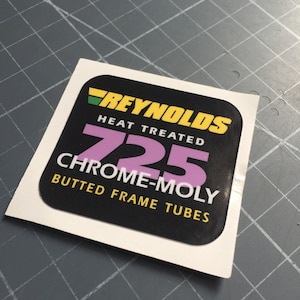 REYNOLDS
HEAT TREATED
725
CHROME-MOLY
BUTTED FRAME TUBES